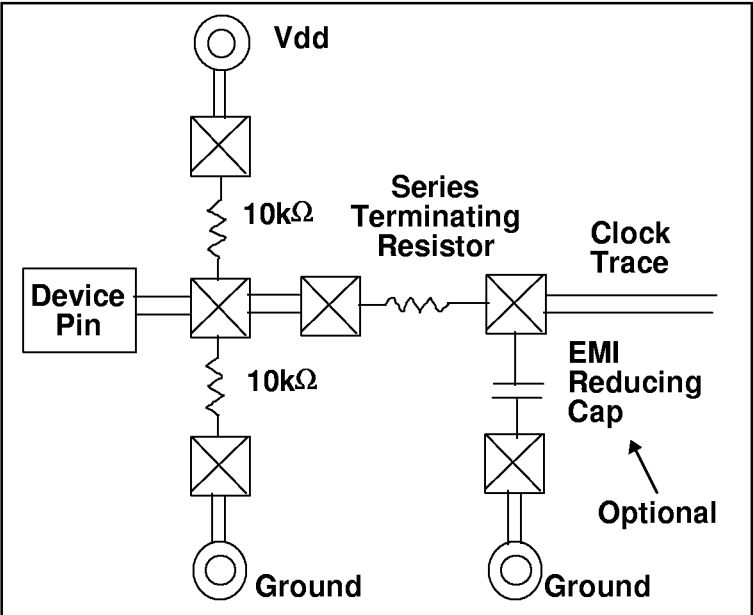 Vdd
10kΩ
Series
Terminating
Resistor
Clock
Trace
Device
Pin
10kΩ
EMI
Reducing
Cap
Optional
Ground
Ground